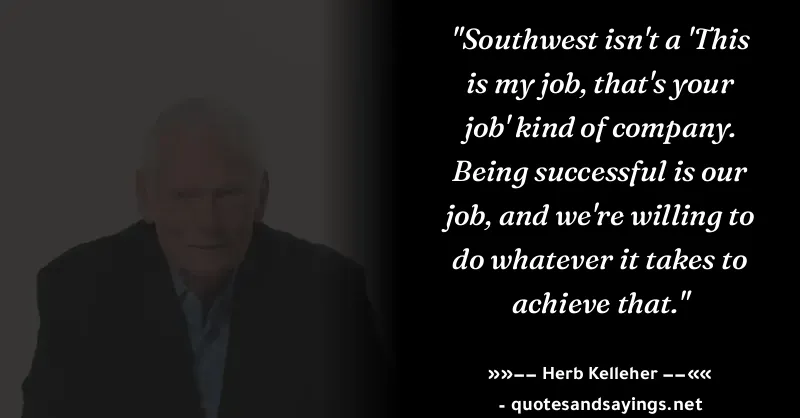 "Southwest isn't a 'This
is my job, that's your
job' kind of company.
Being successful is our
job, and we're willing to
do whatever it takes to
achieve that."
»»–– Herb Kelleher ––««
- quotesandsayings.net